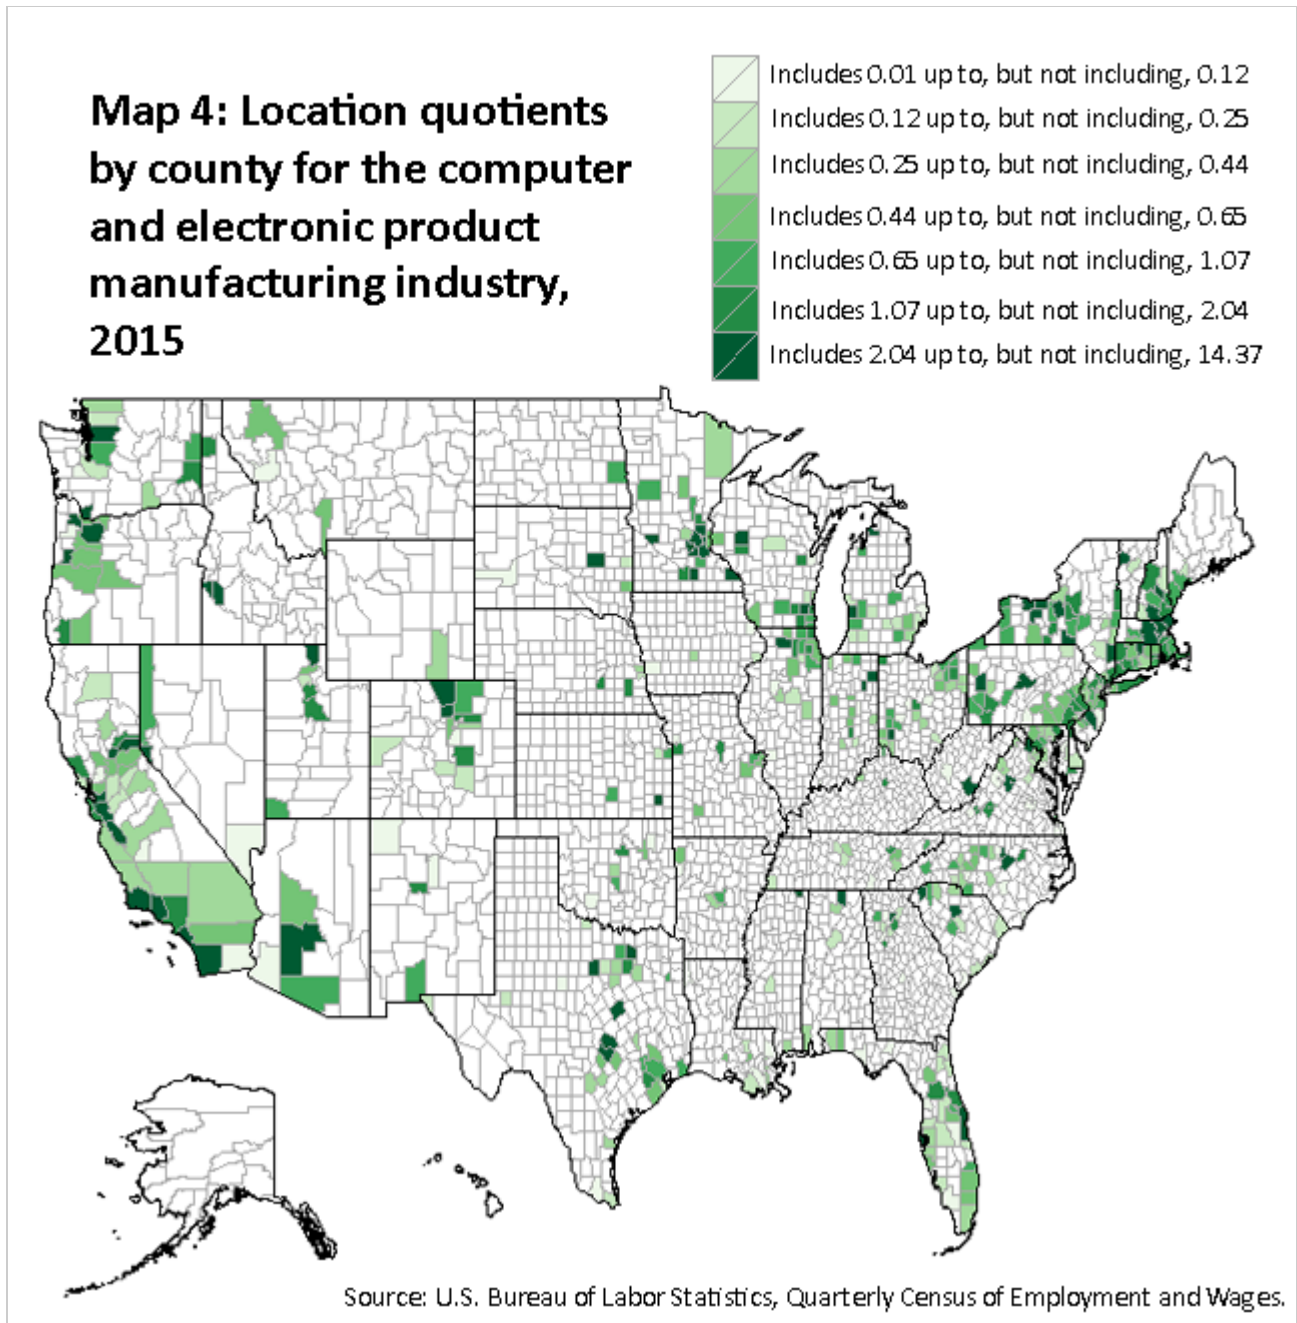 Map 4: Location quotients
by county for the computer
and electronic product
manufacturing industry,
2015
Includes 0.01 up to, but not including, 0.12
Includes 0.12 up to, but not including, 0.25
Includes 0.25 up to, but not including, 0.44
Includes 0.44 up to, but not including, 0.65
Includes 0.65 up to, but not including, 1.07
Includes 1.07 up to, but not including, 2.04
Includes 2.04 up to, but not including, 14.37
Source: U.S. Bureau of Labor Statistics, Quarterly Census of Employment and Wages.